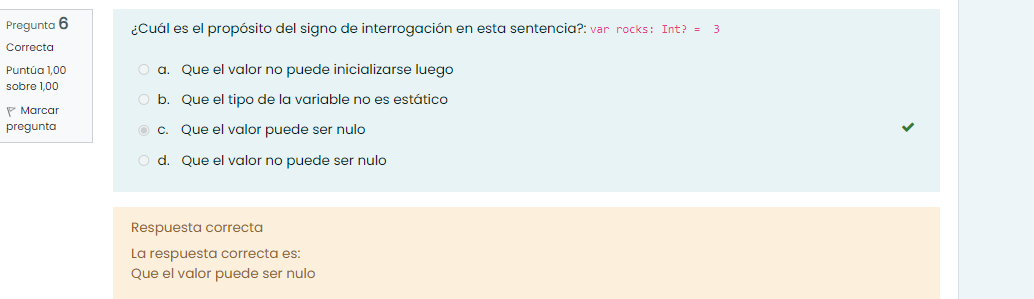 Pregunta 6
Correcta
Puntúa 1,00
sobre 1,00
Marcar
pregunta
¿Cuál es el propósito del signo de interrogación en esta sentencia?: var rocks: Int? = 3
a. Que el valor no puede inicializarse luego
b. Que el tipo de la variable no es estático
c. Que el valor puede ser nulo
d. Que el valor no puede ser nulo
Respuesta correcta
La respuesta correcta es:
Que el valor puede ser nulo